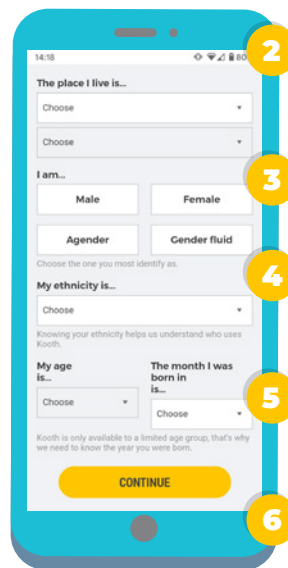 2
14:18 80
The place I live is...
Choose
Choose
3
I am...
Male Female
Agender Gender fluid
Choose the one you most identify as.
4
My ethnicity is...
Choose
Knowing your ethnicity helps us understand who uses
Kooth.
My age The month I was
is... born in
is...
5
Choose Choose
Kooth is only available to a limited age group, that's why
we need to know the year you were born.
CONTINUE
6